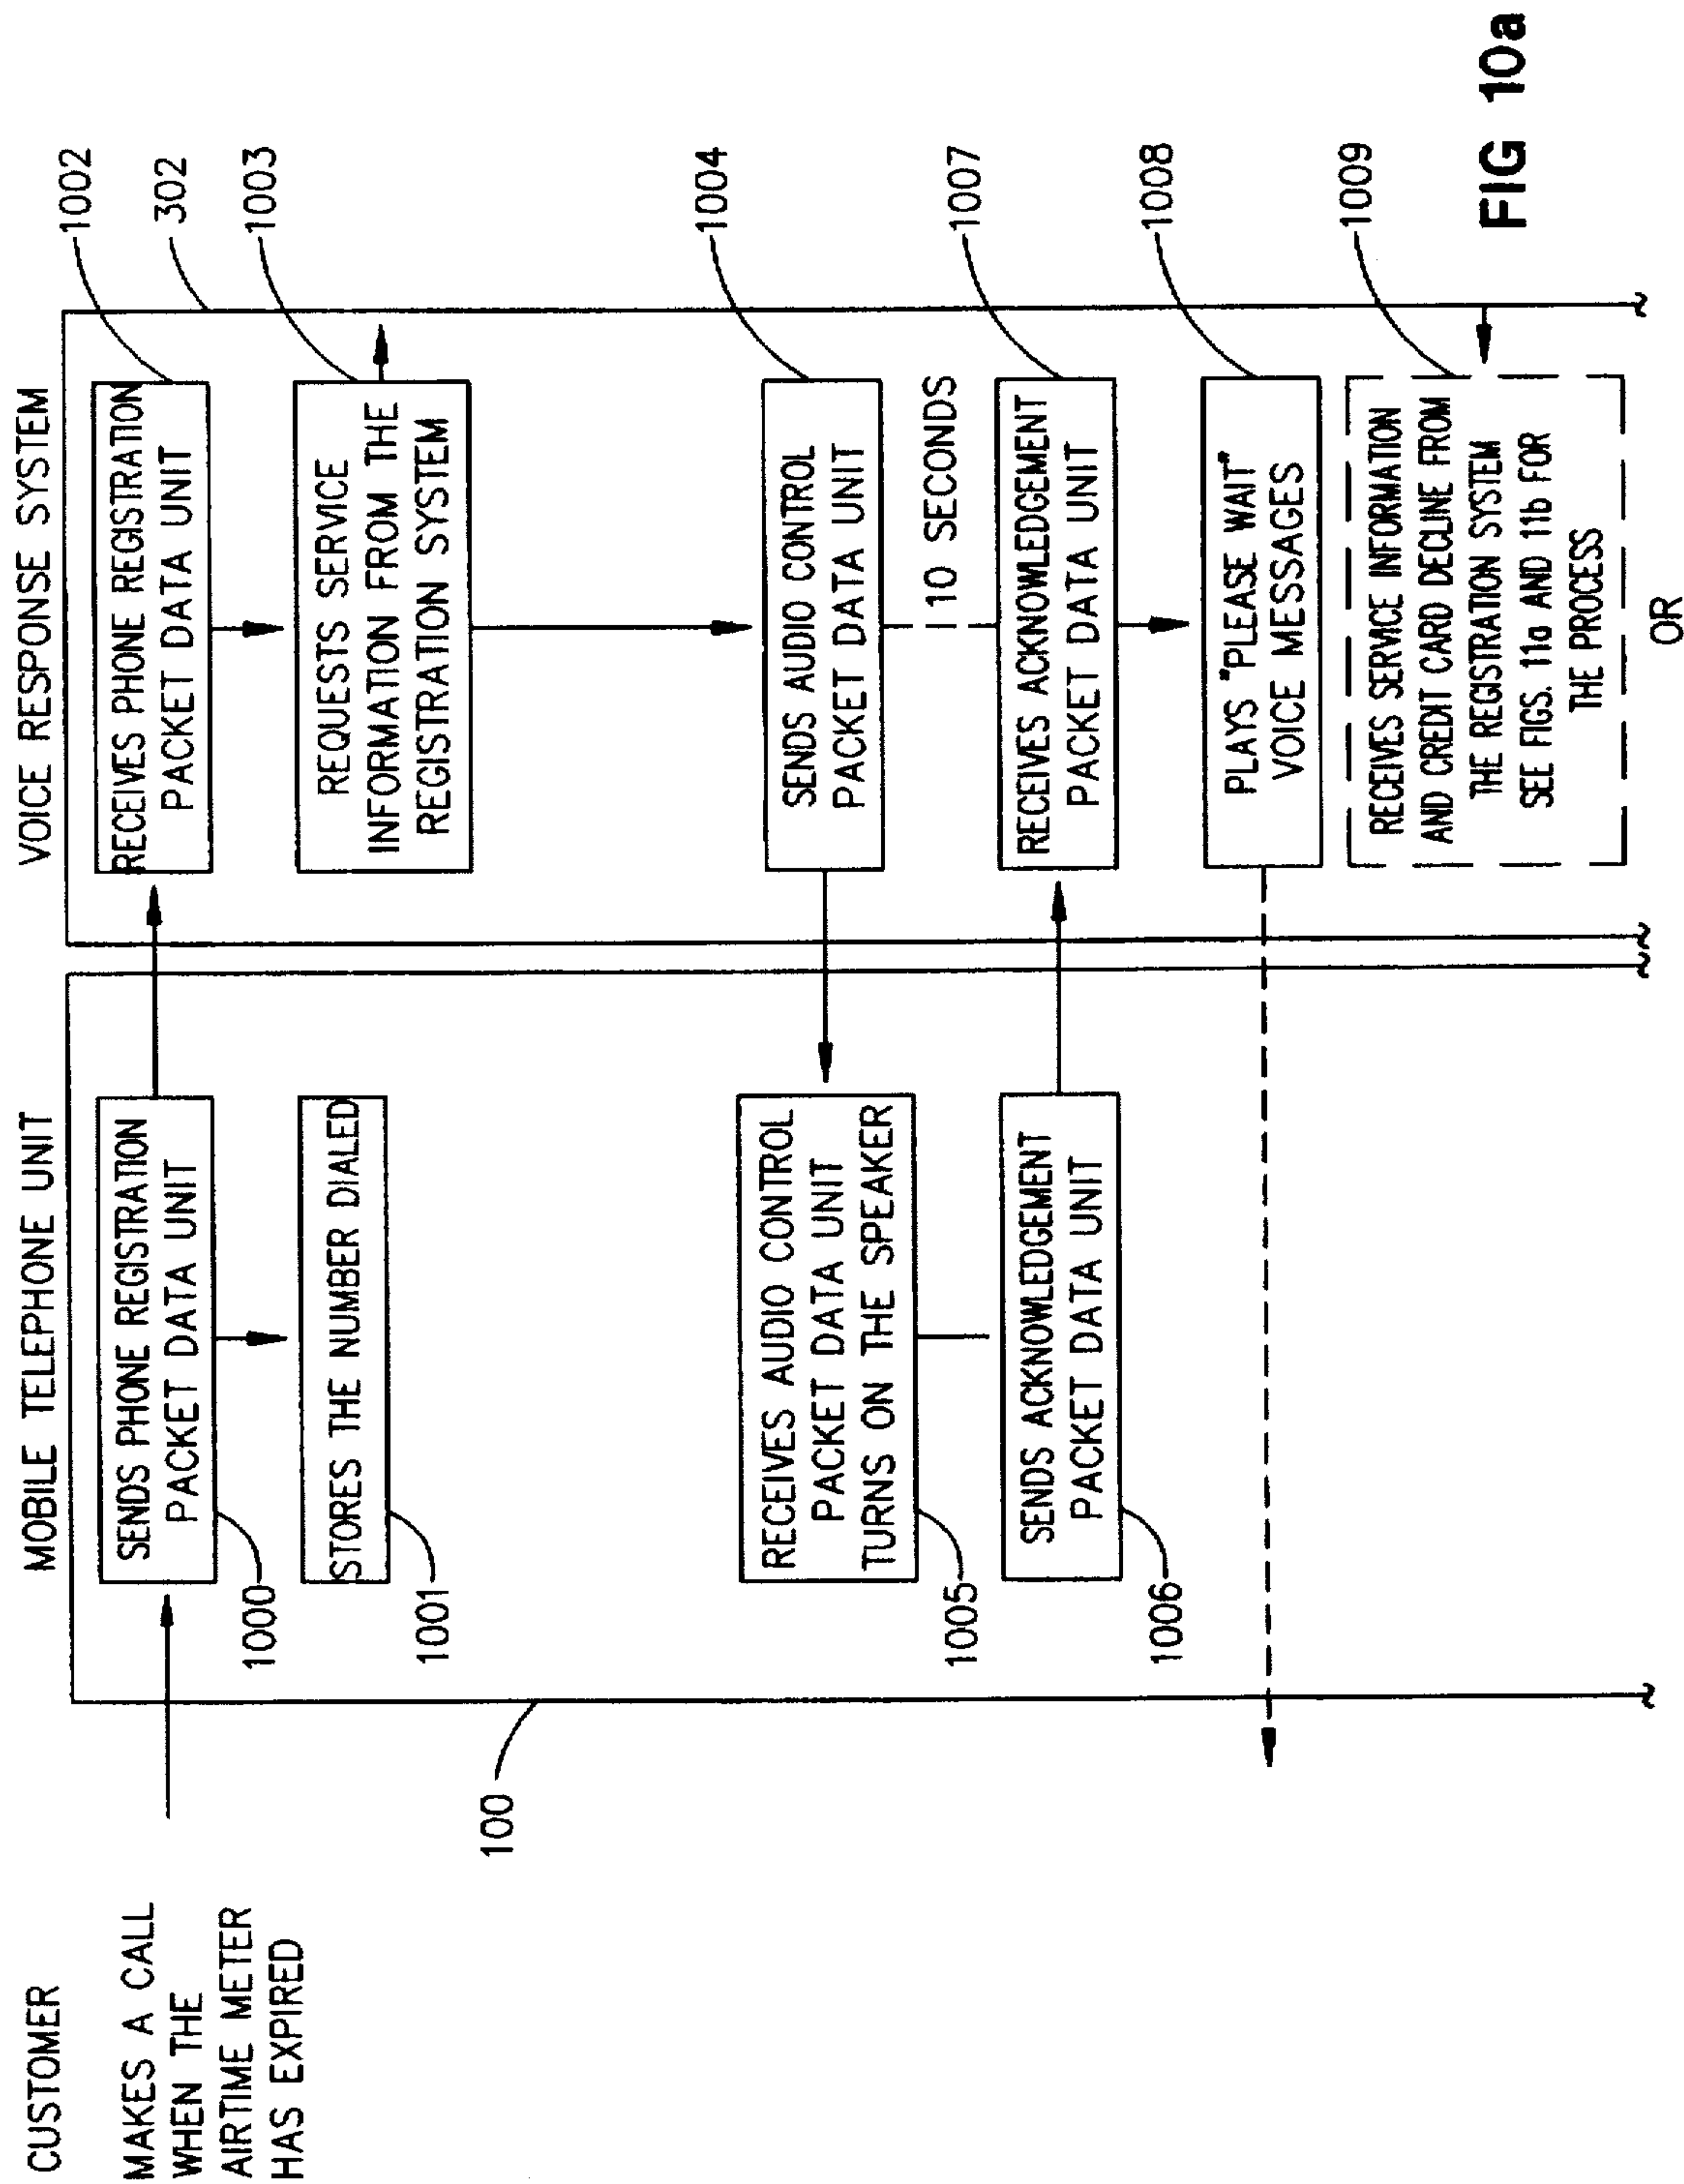 CUSTOMER
MAKES A CALL
WHEN THE
AIRTIME METER
HAS EXPIRED
MOBILE TELEPHONE UNIT
SENDS PHONE REGISTRATION
PACKET DATA UNIT
1000
STORES THE NUMBER DIALED
1001
100
RECEIVES AUDIO CONTROL
PACKET DATA UNIT
TURNS ON THE SPEAKER
1005
SENDS ACKNOWLEDGEMENT
PACKET DATA UNIT
1006
VOICE RESPONSE SYSTEM
RECEIVES PHONE REGISTRATION
PACKET DATA UNIT
1002
302
REQUESTS SERVICE
INFORMATION FROM THE
REGISTRATION SYSTEM
1003
SENDS AUDIO CONTROL
PACKET DATA UNIT
1004
10 SECONDS
RECEIVES ACKNOWLEDGEMENT
PACKET DATA UNIT
1007
PLAYS "PLEASE WAIT"
VOICE MESSAGES
1008
RECEIVES SERVICE INFORMATION
AND CREDIT CARD DECLINE FROM
THE REGISTRATION SYSTEM
SEE FIGS. 11a AND 11b FOR
THE PROCESS
1009
OR
FIG 10a